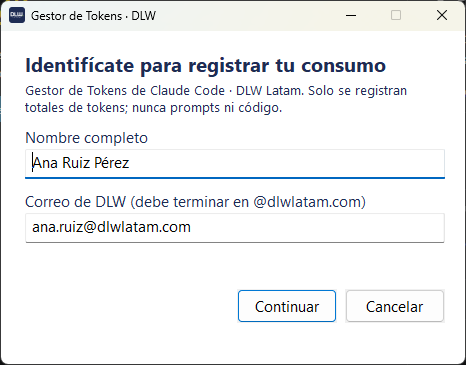 DLW Gestor de Tokens · DLW
Identifícate para registrar tu consumo
Gestor de Tokens de Claude Code · DLW Latam. Solo se registran
totales de tokens; nunca prompts ni código.
Nombre completo
Ana Ruiz Pérez
Correo de DLW (debe terminar en @dlwlatam.com)
ana.ruiz@dlwlatam.com
Continuar Cancelar